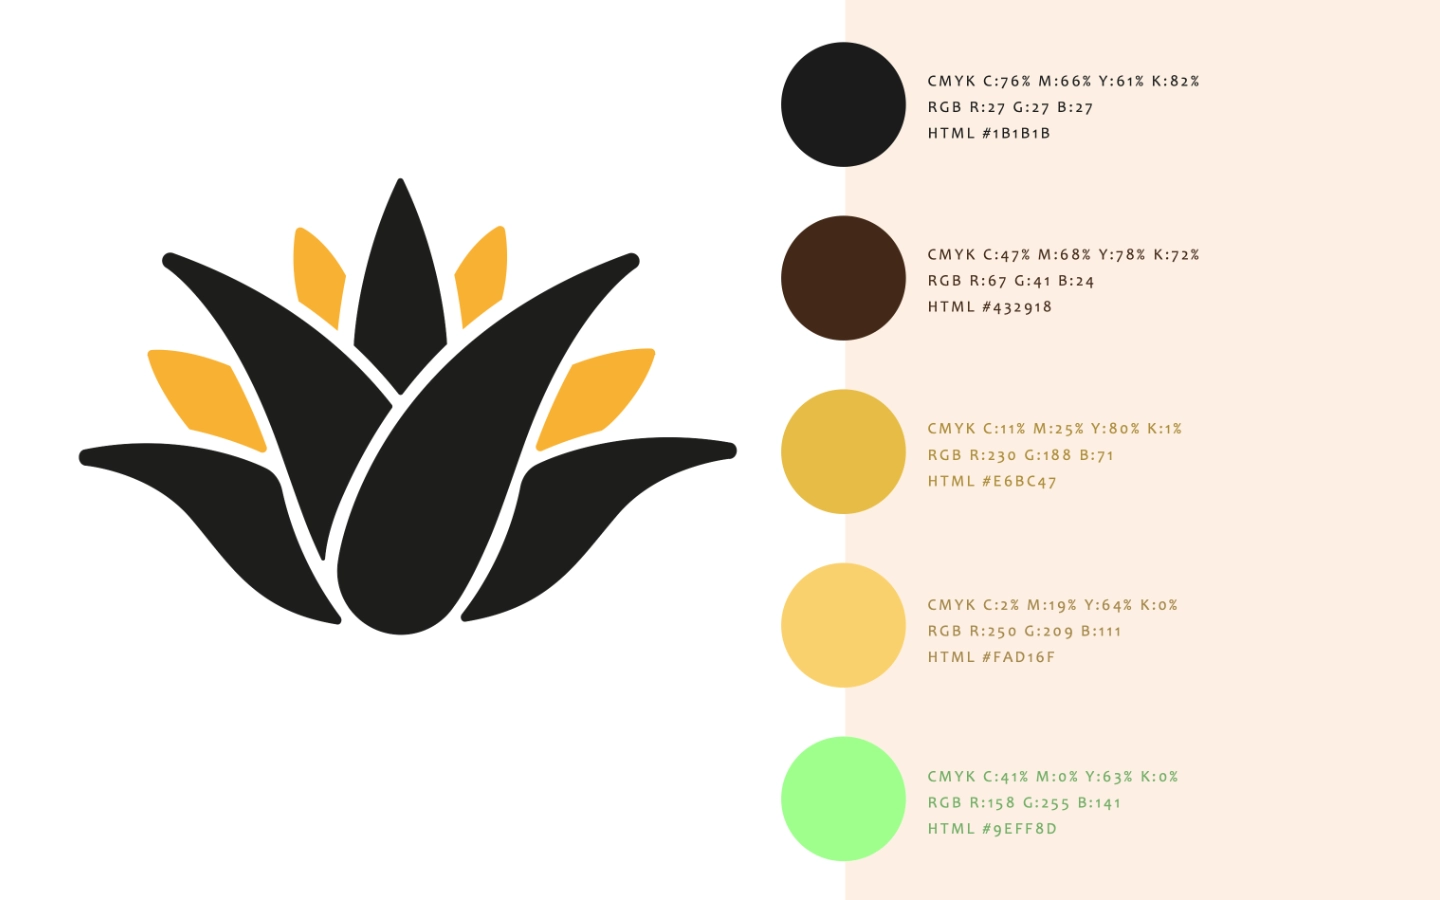 CMYK C:76% M:66% Y:61% K:82%
RGB R:27 G:27 B:27
HTML #1B1B1B
CMYK C:47% M:68% Y:78% K:72%
RGB R:67 G:41 B:24
HTML #432918
CMYK C:11% M:25% Y:80% K:1%
RGB R:230 G:188 B:71
HTML #E6BC47
CMYK C:2% M:19% Y:64% K:0%
RGB R:250 G:209 B:111
HTML #FAD16F
CMYK C:41% M:0% Y:63% K:0%
RGB R:158 G:255 B:141
HTML #9EFF8D